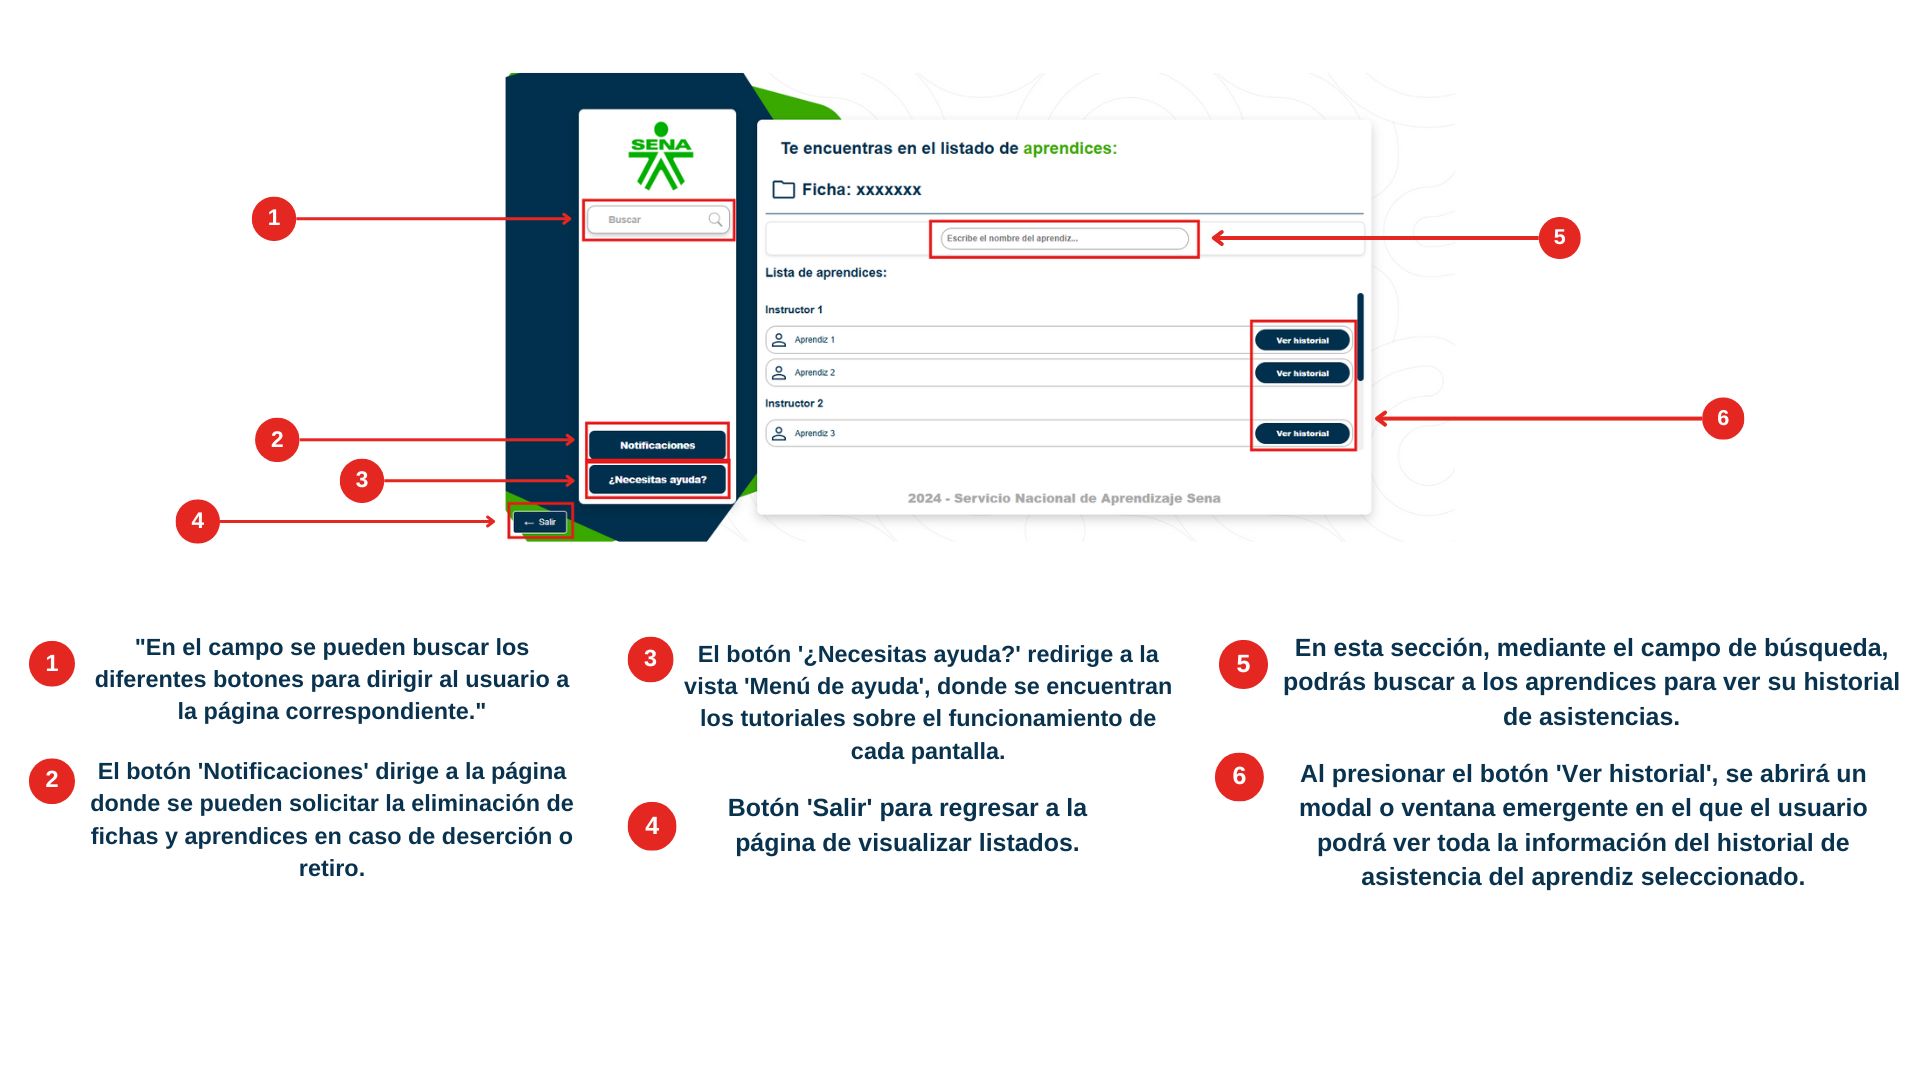 SENA
Te encuentras en el listado de aprendices:
Ficha: xxxxxxx
1
Buscar
Escribe el nombre del aprendiz...
5
Lista de aprendices:
Instructor 1
Aprendiz 1
Ver historial
Aprendiz 2
Ver historial
Instructor 2
6
Aprendiz 3
Ver historial
2
Notificaciones
3
¿Necesitas ayuda?
2024 - Servicio Nacional de Aprendizaje Sena
4
← Salir
1
"En el campo se pueden buscar los
diferentes botones para dirigir al usuario a
la página correspondiente."
2
El botón 'Notificaciones' dirige a la página
donde se pueden solicitar la eliminación de
fichas y aprendices en caso de deserción o
retiro.
3
El botón '¿Necesitas ayuda?' redirige a la
vista 'Menú de ayuda', donde se encuentran
los tutoriales sobre el funcionamiento de
cada pantalla.
4
Botón 'Salir' para regresar a la
página de visualizar listados.
5
En esta sección, mediante el campo de búsqueda,
podrás buscar a los aprendices para ver su historial
de asistencias.
6
Al presionar el botón 'Ver historial', se abrirá un
modal o ventana emergente en el que el usuario
podrá ver toda la información del historial de
asistencia del aprendiz seleccionado.